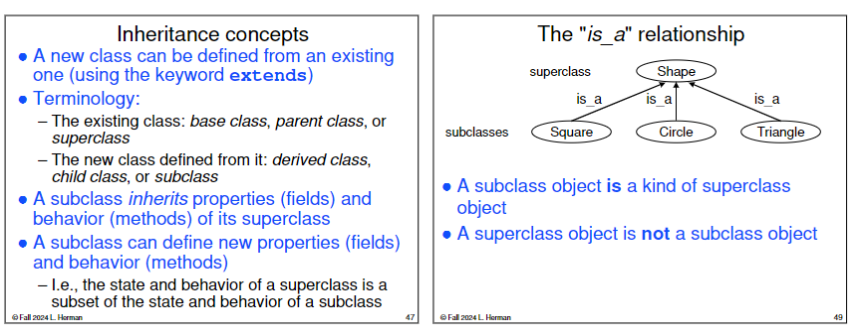 Inheritance concepts
● A new class can be defined from an existing
one (using the keyword extends)
● Terminology:
– The existing class: base class, parent class, or
superclass
– The new class defined from it: derived class,
child class, or subclass
● A subclass inherits properties (fields) and
behavior (methods) of its superclass
● A subclass can define new properties (fields)
and behavior (methods)
– I.e., the state and behavior of a superclass is a
subset of the state and behavior of a subclass
© Fall 2024 L. Herman
47
The "is_a" relationship
superclass
Shape
is_a
is_a
is_a
subclasses
Square
Circle
Triangle
● A subclass object is a kind of superclass
object
● A superclass object is not a subclass object
© Fall 2024 L. Herman
49